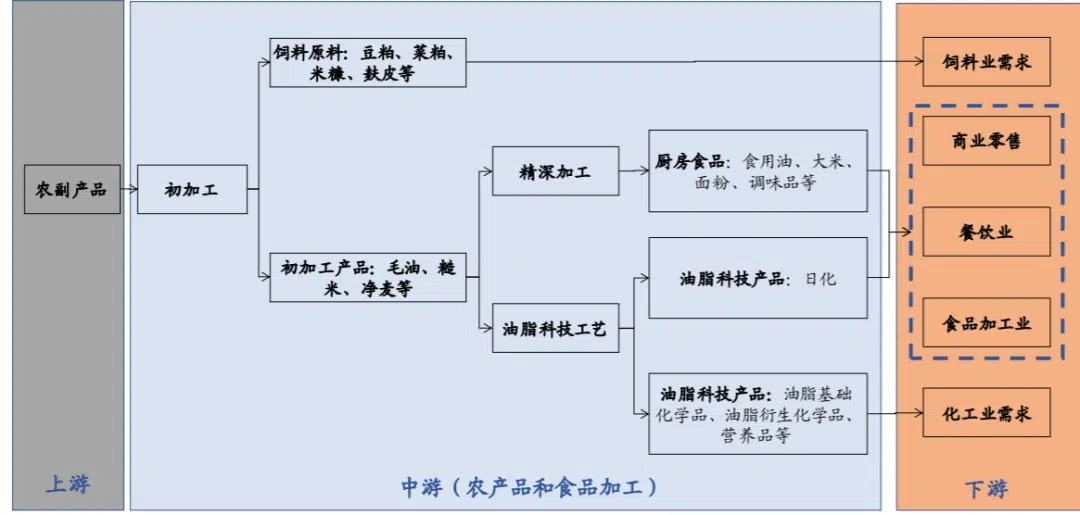 农副产品
初加工
饲料原料：豆粕、菜粕、
米糠、麸皮等
初加工产品：毛油、糙
米、净麦等
精深加工
油脂科技工艺
厨房食品：食用油、大米、
面粉、调味品等
油脂科技产品：日化
油脂科技产品：油脂基础
化学品、油脂衍生化学品、
营养品等
饲料业需求
商业零售
餐饮业
食品加工业
化工业需求
上游
中游（农产品和食品加工）
下游